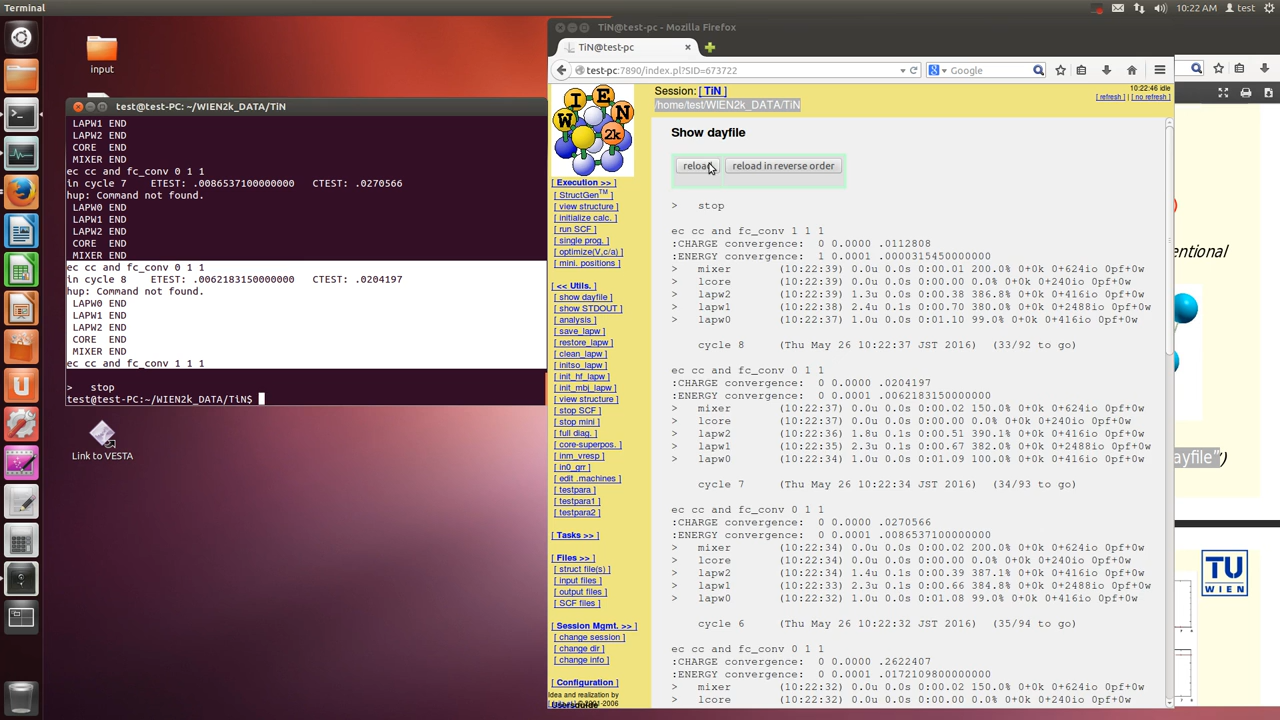 Terminal
10:22 AM
test
input
test@test-PC: ~/WIEN2k_DATA/TiN
LAPW1 END
LAPW2 END
CORE  END
MIXER END
ec cc and fc_conv 0 1 1
in cycle 7    ETEST: .0086537100000000   CTEST: .0270566
hup: Command not found.
LAPW0 END
LAPW1 END
LAPW2 END
CORE  END
MIXER END
ec cc and fc_conv 0 1 1
in cycle 8    ETEST: .0062183150000000   CTEST: .0204197
hup: Command not found.
LAPW0 END
LAPW1 END
LAPW2 END
CORE  END
MIXER END
ec cc and fc_conv 1 1 1
>   stop
test@test-PC:~/WIEN2k_DATA/TiN$
Link to VESTA
TiN@test-pc - Mozilla Firefox
TiN@test-pc
test-pc:7890/index.pl?SID=673722
Google
WIEN
2k
Session: [ TiN ]
/home/test/WIEN2k_DATA/TiN
10:22:46 idle
[ refresh ] [ no refresh ]
[ Execution >> ]
[ StructGen™ ]
[ view structure ]
[ initialize calc. ]
[ run SCF ]
[ single prog. ]
[ optimize(V,c/a) ]
[ mini. positions ]
[ << Utils. ]
[ show dayfile ]
[ show STDOUT ]
[ analysis ]
[ save_lapw ]
[ restore_lapw ]
[ clean_lapw ]
[ initso_lapw ]
[ init_hf_lapw ]
[ init_mbj_lapw ]
[ view structure ]
[ stop SCF ]
[ stop mini ]
[ full diag. ]
[ core-superpos. ]
[ inm_vresp ]
[ in0_grr ]
[ edit .machines ]
[ testpara ]
[ testpara1 ]
[ testpara2 ]
[ Tasks >> ]
[ Files >> ]
[ struct file(s) ]
[ input files ]
[ output files ]
[ SCF files ]
[ Session Mgmt. >> ]
[ change session ]
[ change dir ]
[ change info ]
[ Configuration ]
Idea and realization by
Usersguide
2001-2006
Show dayfile
reload
reload in reverse order
>   stop
ec cc and fc_conv 1 1 1
:CHARGE convergence:  0 0.0000 .0112808
:ENERGY convergence:  1 0.0001 .0000315450000000
>   mixer      (10:22:39) 0.0u 0.0s 0:00.01 200.0% 0+0k 0+624io 0pf+0w
>   lcore      (10:22:39) 0.0u 0.0s 0:00.00 0.0% 0+0k 0+240io 0pf+0w
>   lapw2      (10:22:39) 1.3u 0.1s 0:00.38 386.8% 0+0k 0+416io 0pf+0w
>   lapw1      (10:22:38) 2.4u 0.1s 0:00.70 380.0% 0+0k 0+2488io 0pf+0w
>   lapw0      (10:22:37) 1.0u 0.0s 0:01.10 99.0% 0+0k 0+416io 0pf+0w
cycle 8    (Thu May 26 10:22:37 JST 2016)  (33/92 to go)
ec cc and fc_conv 0 1 1
:CHARGE convergence:  0 0.0000 .0204197
:ENERGY convergence:  0 0.0001 .0062183150000000
>   mixer      (10:22:37) 0.0u 0.0s 0:00.02 150.0% 0+0k 0+624io 0pf+0w
>   lcore      (10:22:37) 0.0u 0.0s 0:00.00 0.0% 0+0k 0+240io 0pf+0w
>   lapw2      (10:22:36) 1.8u 0.1s 0:00.51 390.1% 0+0k 0+416io 0pf+0w
>   lapw1      (10:22:35) 2.3u 0.1s 0:00.67 382.0% 0+0k 0+2488io 0pf+0w
>   lapw0      (10:22:34) 1.0u 0.0s 0:01.09 100.0% 0+0k 0+416io 0pf+0w
cycle 7    (Thu May 26 10:22:34 JST 2016)  (34/93 to go)
ec cc and fc_conv 0 1 1
:CHARGE convergence:  0 0.0000 .0270566
:ENERGY convergence:  0 0.0001 .0086537100000000
>   mixer      (10:22:34) 0.0u 0.0s 0:00.02 200.0% 0+0k 0+624io 0pf+0w
>   lcore      (10:22:34) 0.0u 0.0s 0:00.00 0.0% 0+0k 0+240io 0pf+0w
>   lapw2      (10:22:34) 1.4u 0.1s 0:00.39 387.1% 0+0k 0+416io 0pf+0w
>   lapw1      (10:22:33) 2.3u 0.1s 0:00.66 384.8% 0+0k 0+2488io 0pf+0w
>   lapw0      (10:22:32) 1.0u 0.0s 0:01.08 99.0% 0+0k 0+416io 0pf+0w
cycle 6    (Thu May 26 10:22:32 JST 2016)  (35/94 to go)
ec cc and fc_conv 0 1 1
:CHARGE convergence:  0 0.0000 .2622407
:ENERGY convergence:  0 0.0001 .0172109800000000
>   mixer      (10:22:32) 0.0u 0.0s 0:00.02 150.0% 0+0k 0+624io 0pf+0w
>   lcore      (10:22:32) 0.0u 0.0s 0:00.00 0.0% 0+0k 0+240io 0pf+0w
entional
ayfile")
TU
WIEN